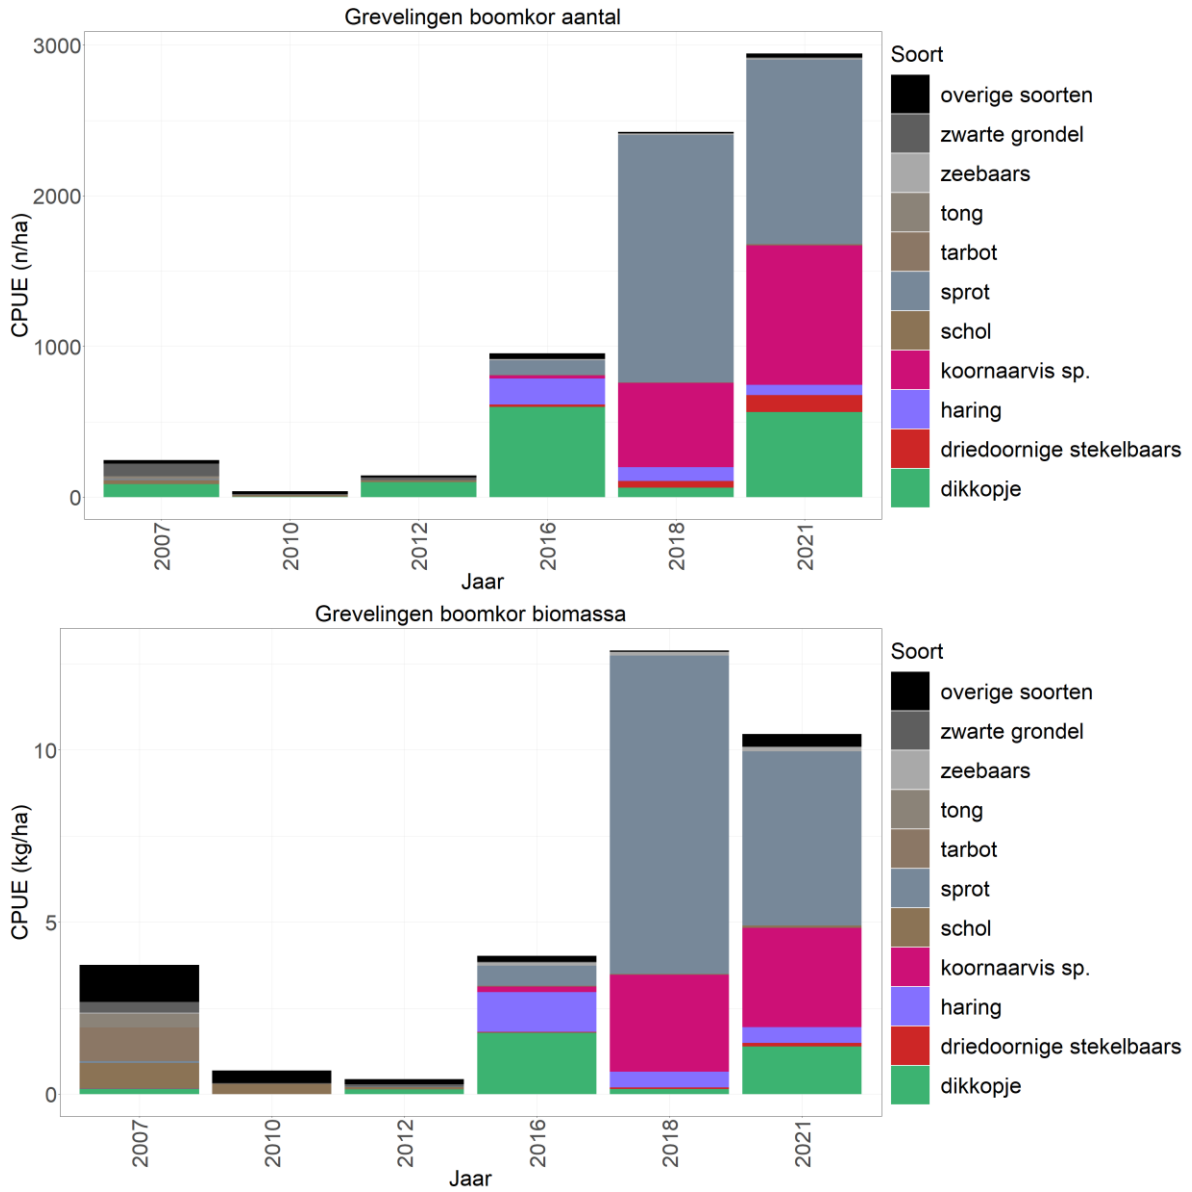 Grevelingen boomkor aantal
CPUE (n/ha)
3000
2000
1000
0
2007
2010
2012
2016
2018
2021
Jaar
Soort
overige soorten
zwarte grondel
zeebaars
tong
tarbot
sprot
schol
koornaarvis sp.
haring
driedoornige stekelbaars
dikkopje
Grevelingen boomkor biomassa
CPUE (kg/ha)
10
5
0
2007
2010
2012
2016
2018
2021
Jaar
Soort
overige soorten
zwarte grondel
zeebaars
tong
tarbot
sprot
schol
koornaarvis sp.
haring
driedoornige stekelbaars
dikkopje